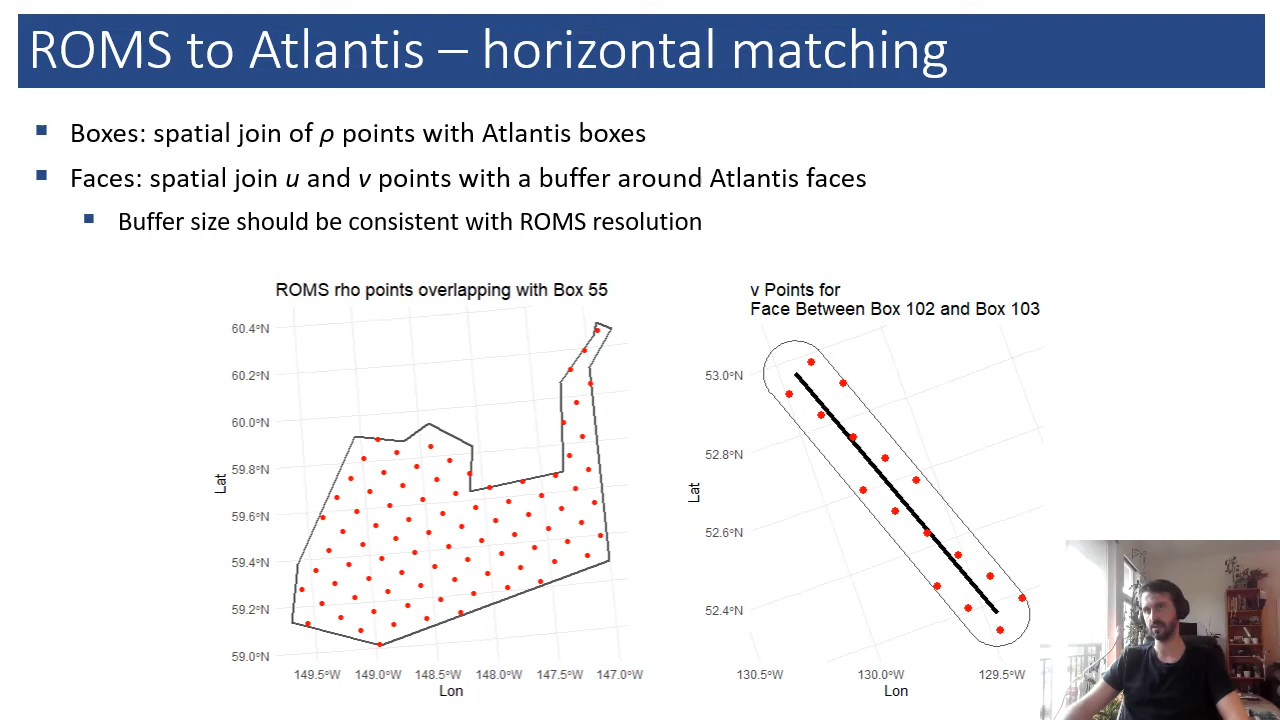 ROMS to Atlantis – horizontal matching
Boxes: spatial join of ρ points with Atlantis boxes
Faces: spatial join u and v points with a buffer around Atlantis faces
Buffer size should be consistent with ROMS resolution
ROMS rho points overlapping with Box 55
60.4°N
60.2°N
60.0°N
59.8°N
59.6°N
59.4°N
59.2°N
59.0°N
Lat
149.5°W 149.0°W 148.5°W 148.0°W 147.5°W 147.0°W
Lon
v Points for
Face Between Box 102 and Box 103
53.0°N
52.8°N
52.6°N
52.4°N
Lat
130.5°W 130.0°W 129.5°W
Lon